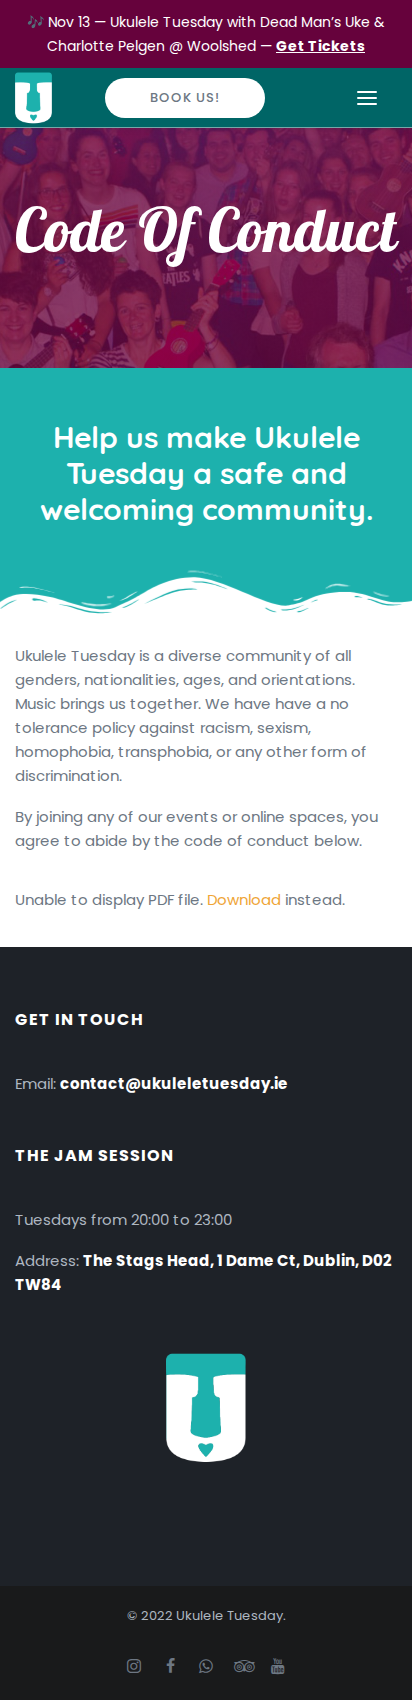 🎶 Nov 13 — Ukulele Tuesday with Dead Man’s Uke &
Charlotte Pelgen @ Woolshed — Get Tickets
BOOK US!
Code Of Conduct
Help us make Ukulele
Tuesday a safe and
welcoming community.
Ukulele Tuesday is a diverse community of all
genders, nationalities, ages, and orientations.
Music brings us together. We have have a no
tolerance policy against racism, sexism,
homophobia, transphobia, or any other form of
discrimination.
By joining any of our events or online spaces, you
agree to abide by the code of conduct below.
Unable to display PDF file. Download instead.
GET IN TOUCH
Email: contact@ukuleletuesday.ie
THE JAM SESSION
Tuesdays from 20:00 to 23:00
Address: The Stags Head, 1 Dame Ct, Dublin, D02
TW84
© 2022 Ukulele Tuesday.